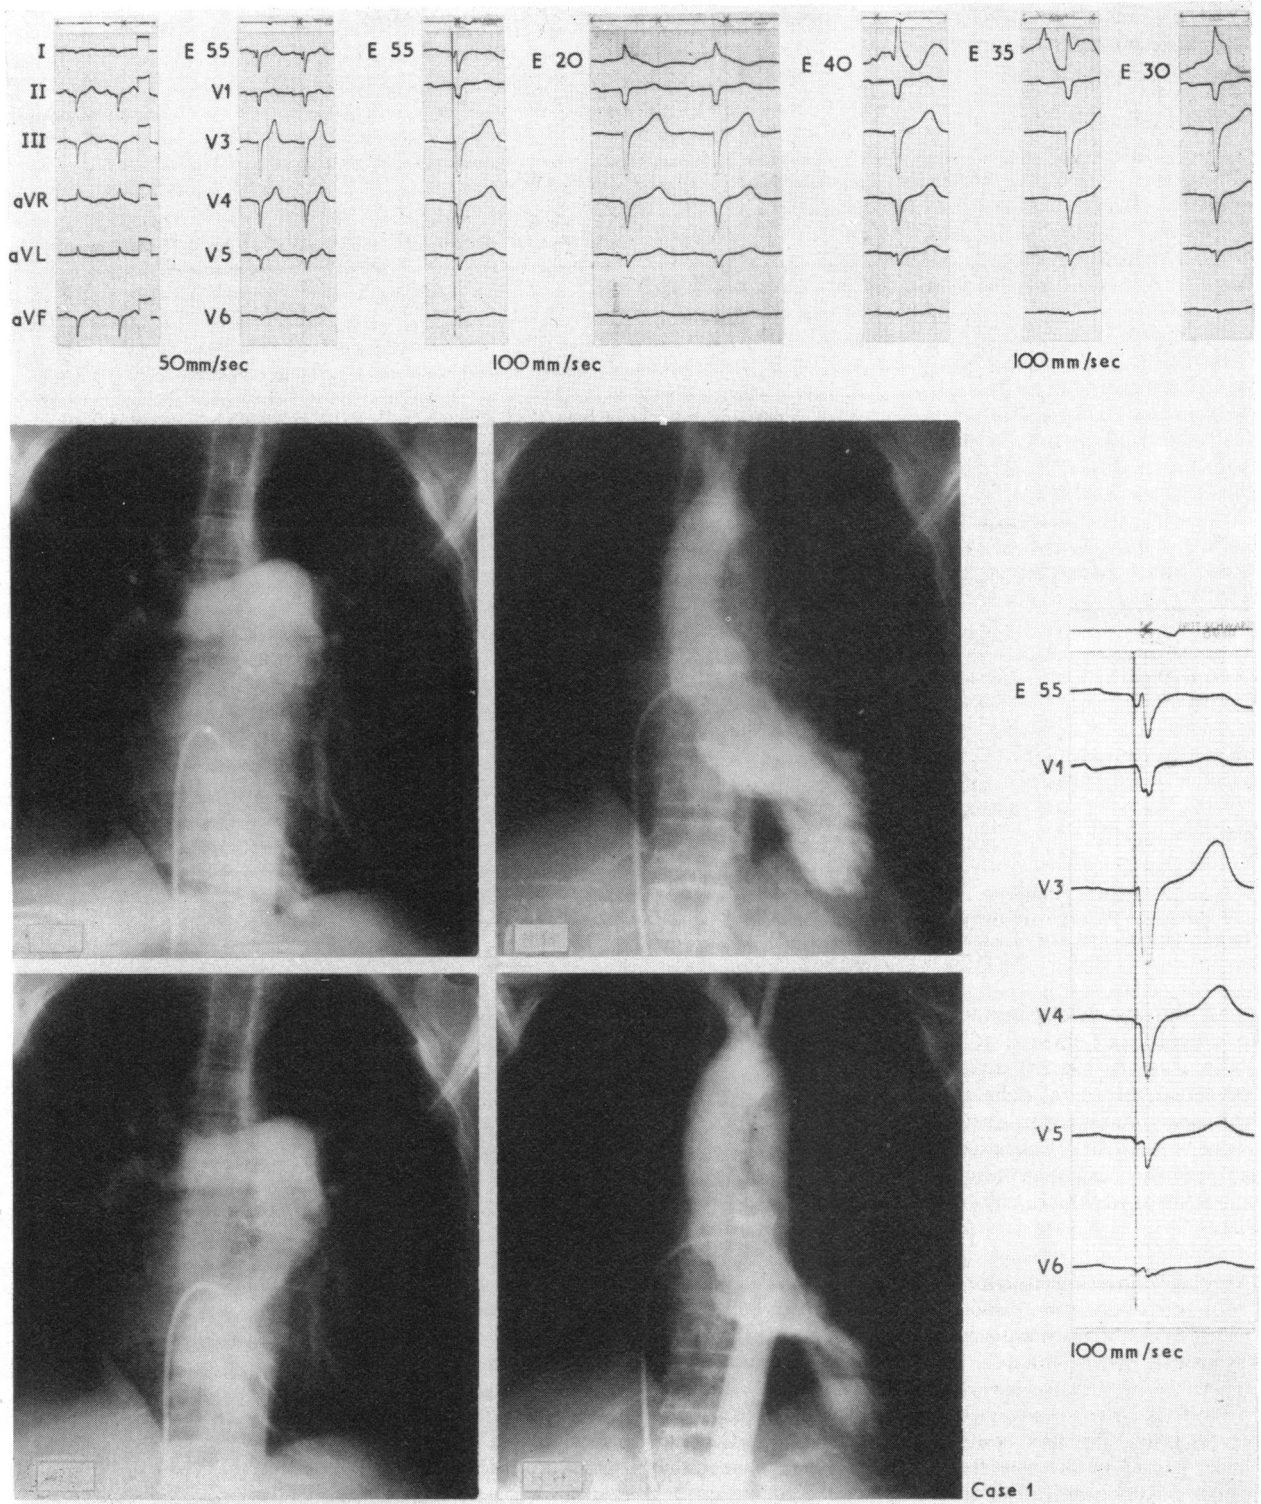 I E 55 E 55 E 20 E 40 E 35 E 30
II V1
III V3
aVR V4
aVL V5
aVF V6
50mm/sec 100mm/sec 100mm/sec
E 55
V1
V3
V4
V5
V6
100mm/sec
Case 1